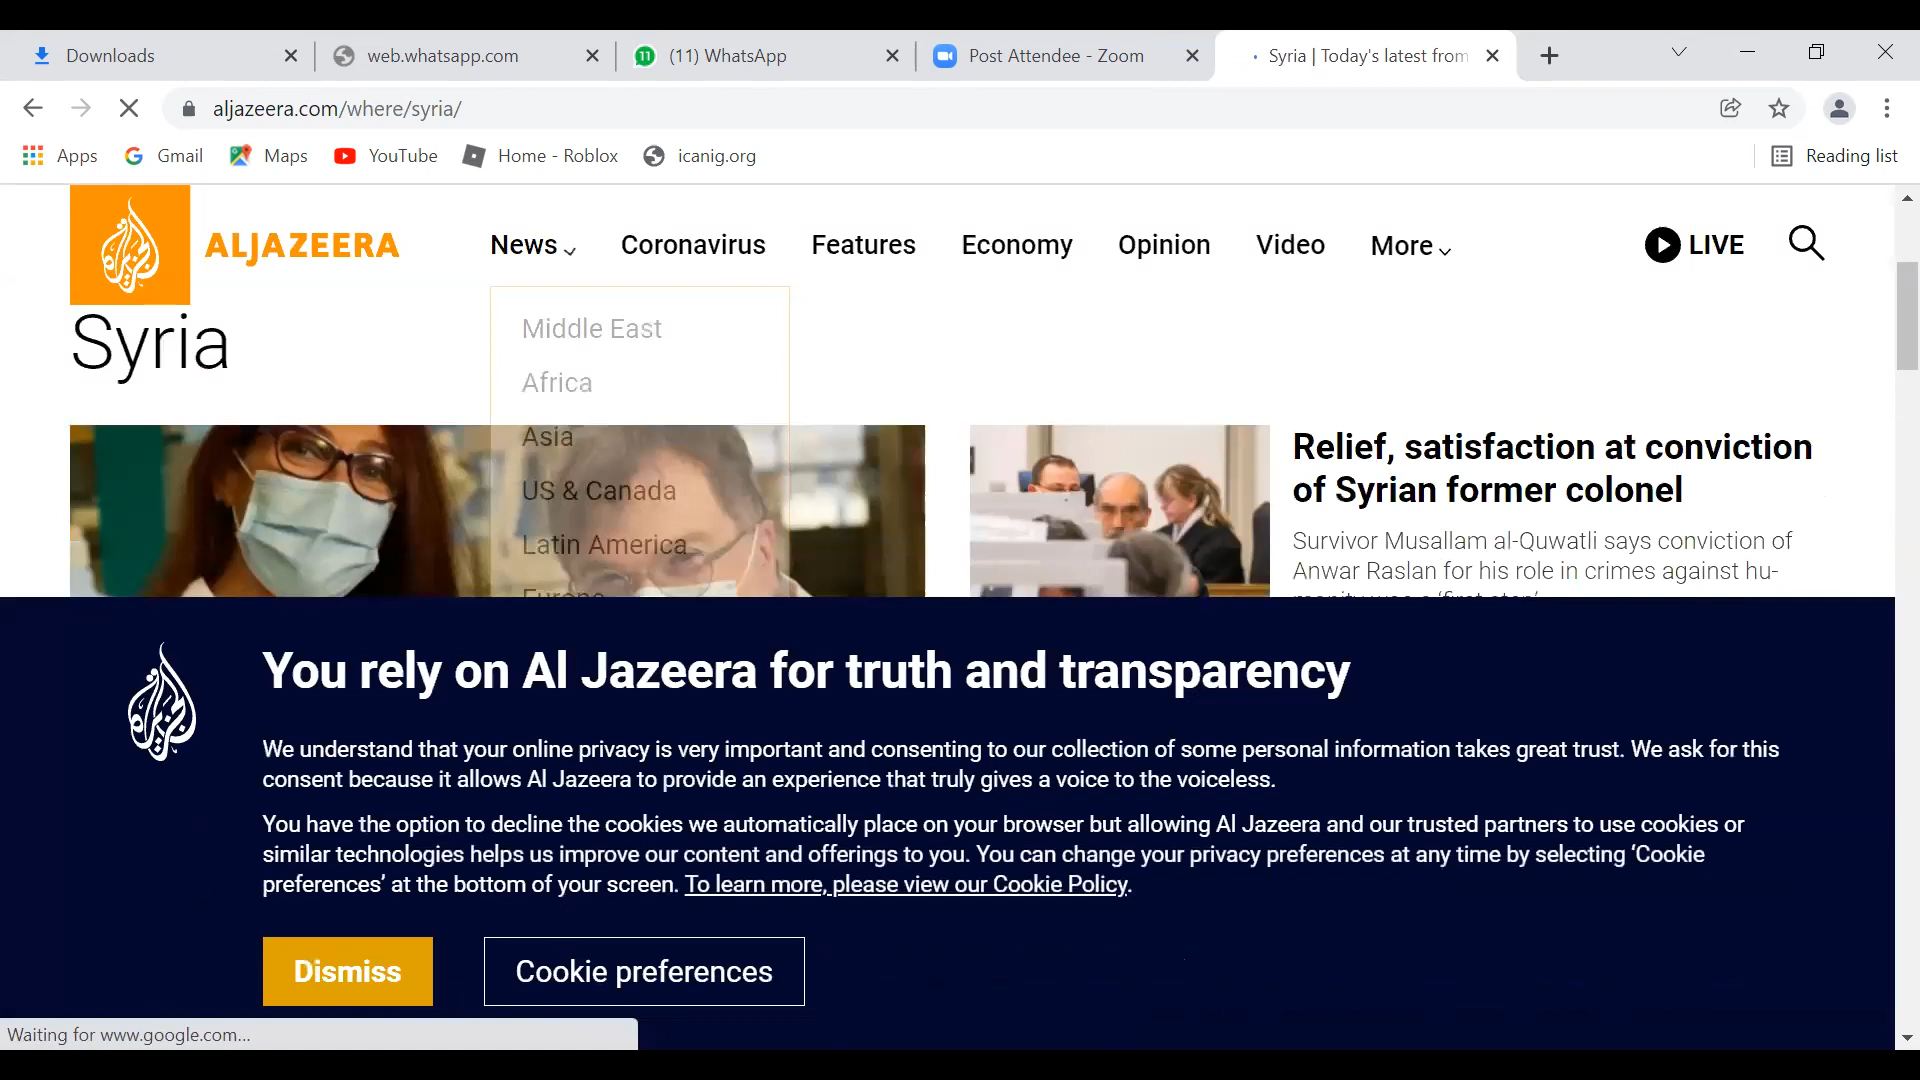 Downloads
web.whatsapp.com
11
(11) WhatsApp
Post Attendee - Zoom
Syria | Today's latest from
aljazeera.com/where/syria/
Apps
Gmail
Maps
YouTube
Home - Roblox
icanig.org
Reading list
ALJAZEERA
News
Coronavirus
Features
Economy
Opinion
Video
More
LIVE
Syria
Middle East
Africa
Asia
US & Canada
Latin America
Europe
Relief, satisfaction at conviction
of Syrian former colonel
Survivor Musallam al-Quwatli says conviction of
Anwar Raslan for his role in crimes against hu-
manity was a ‘first step’
You rely on Al Jazeera for truth and transparency
We understand that your online privacy is very important and consenting to our collection of some personal information takes great trust. We ask for this
consent because it allows Al Jazeera to provide an experience that truly gives a voice to the voiceless.
You have the option to decline the cookies we automatically place on your browser but allowing Al Jazeera and our trusted partners to use cookies or
similar technologies helps us improve our content and offerings to you. You can change your privacy preferences at any time by selecting ‘Cookie
preferences’ at the bottom of your screen. To learn more, please view our Cookie Policy.
Dismiss
Cookie preferences
Waiting for www.google.com...